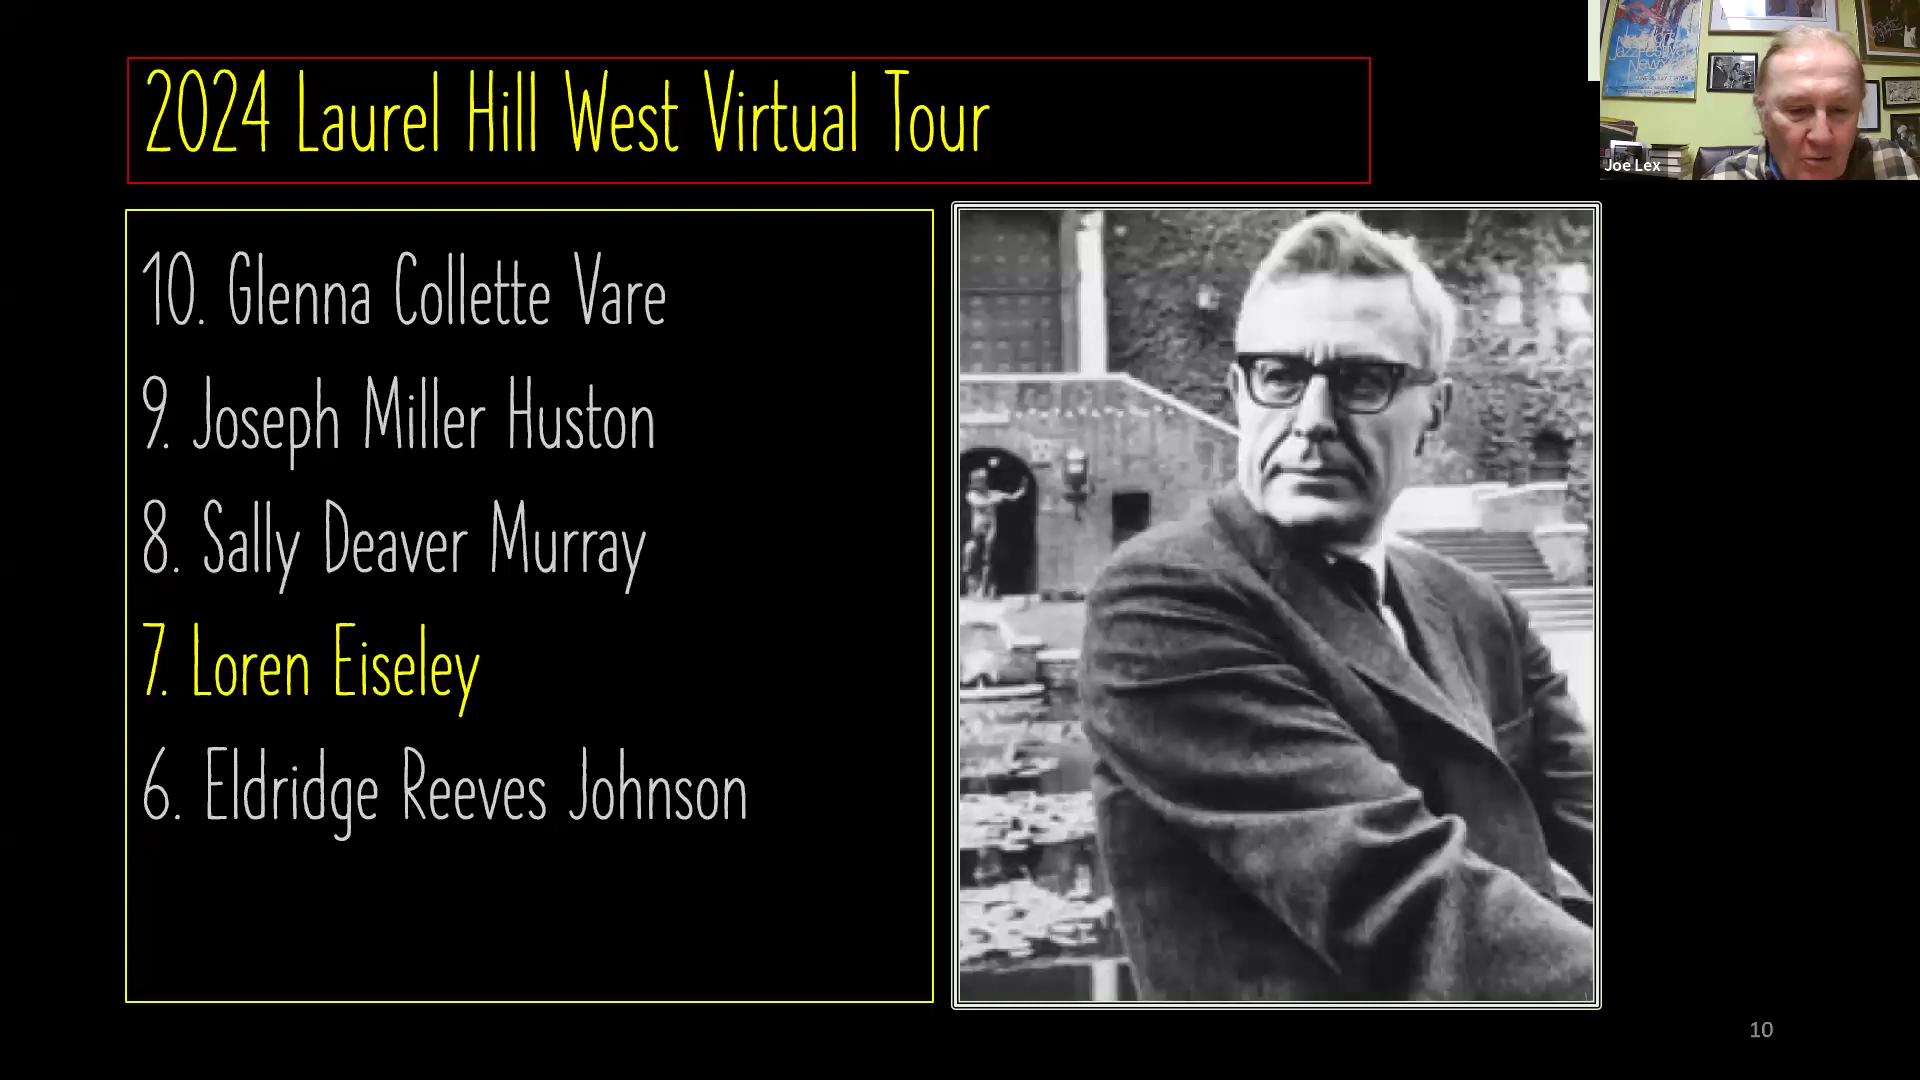 2024 Laurel Hill West Virtual Tour
10. Glenna Collette Vare
9. Joseph Miller Huston
8. Sally Deaver Murray
7. Loren Eiseley
6. Eldridge Reeves Johnson
Joe Lex
10